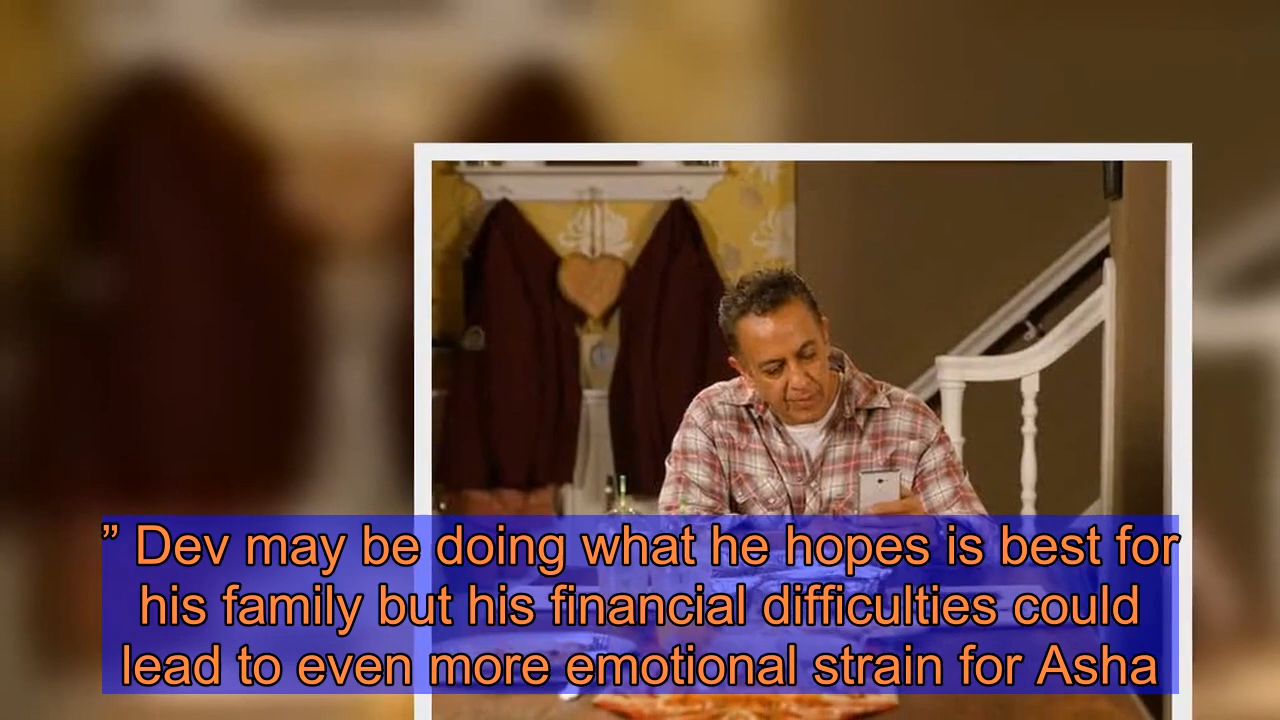 ” Dev may be doing what he hopes is best for
his family but his financial difficulties could
lead to even more emotional strain for Asha